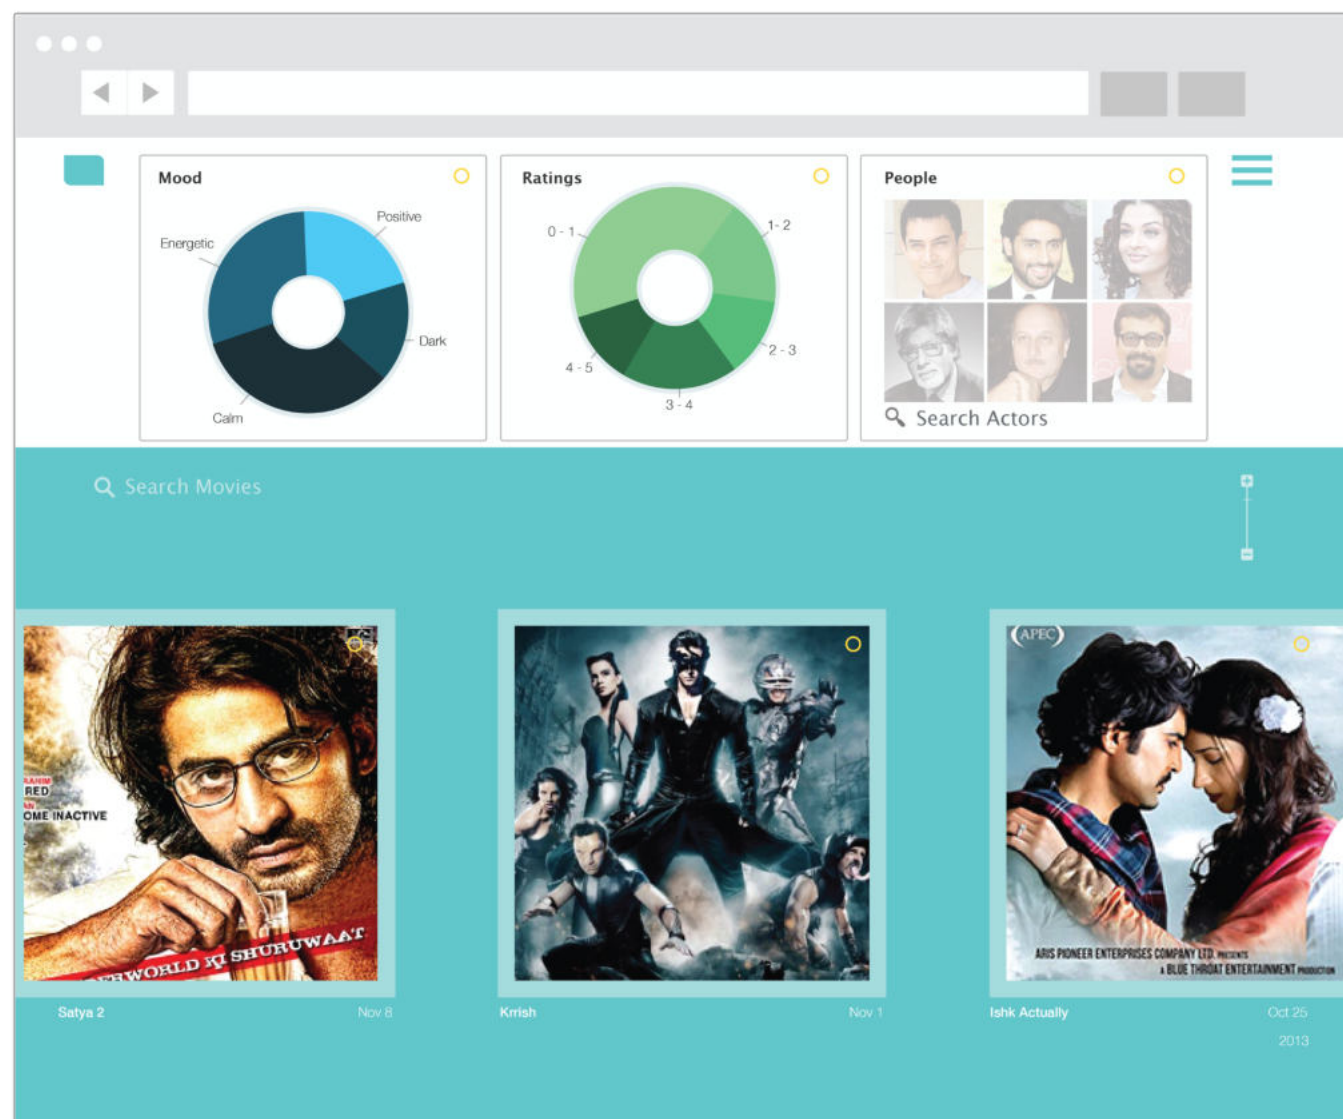 Mood
Positive
Energetic
Dark
Calm
Ratings
0 - 1
1 - 2
2 - 3
4 - 5
3 - 4
People
Search Actors
Search Movies
RED
OME INACTIVE
ERWORLD KI SHURUWAAT
(APEC)
ARIS PIONEER ENTERPRISES COMPANY LTD. PRESENTS
A BLUE THROAT ENTERTAINMENT PRODUCTION
Satya 2
Nov 8
Krrish
Nov 1
Ishk Actually
Oct 25
2013